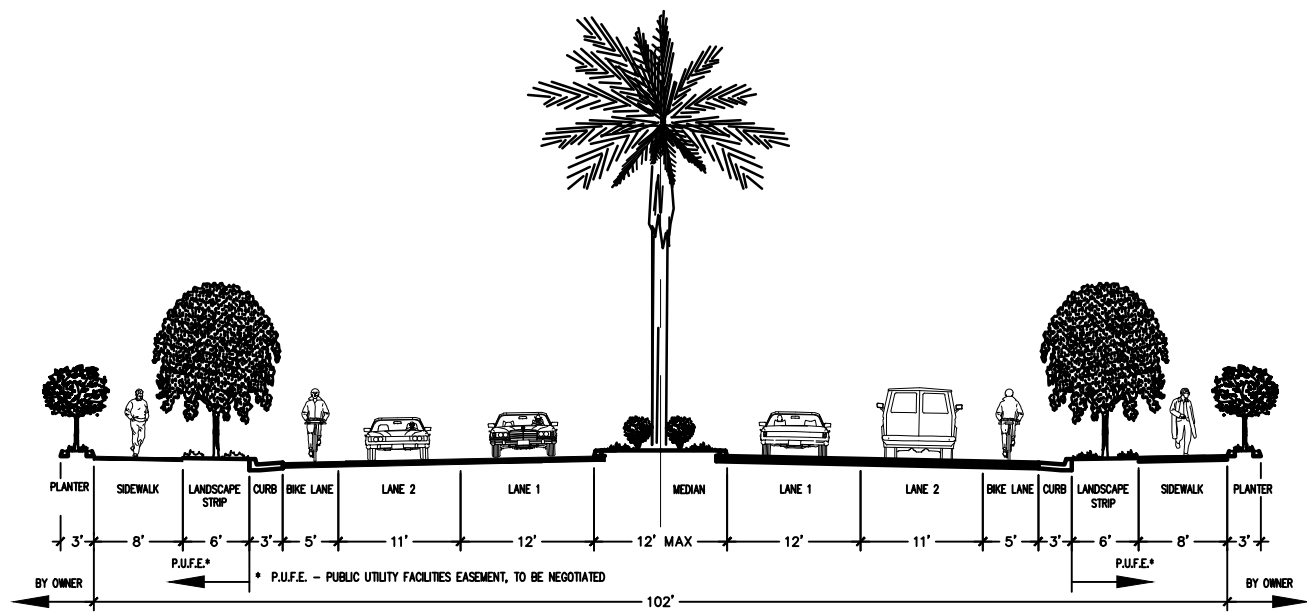 PLANTER SIDEWALK LANDSCAPE STRIP CURB BIKE LANE LANE 2 LANE 1 MEDIAN LANE 1 LANE 2 BIKE LANE CURB LANDSCAPE STRIP SIDEWALK PLANTER
3' 8' 6' 3' 5' 11' 12' 12' MAX 12' 11' 5' 3' 6' 8' 3'
P.U.F.E.* P.U.F.E.*
BY OWNER * P.U.F.E. – PUBLIC UTILITY FACILITIES EASEMENT, TO BE NEGOTIATED BY OWNER
102'